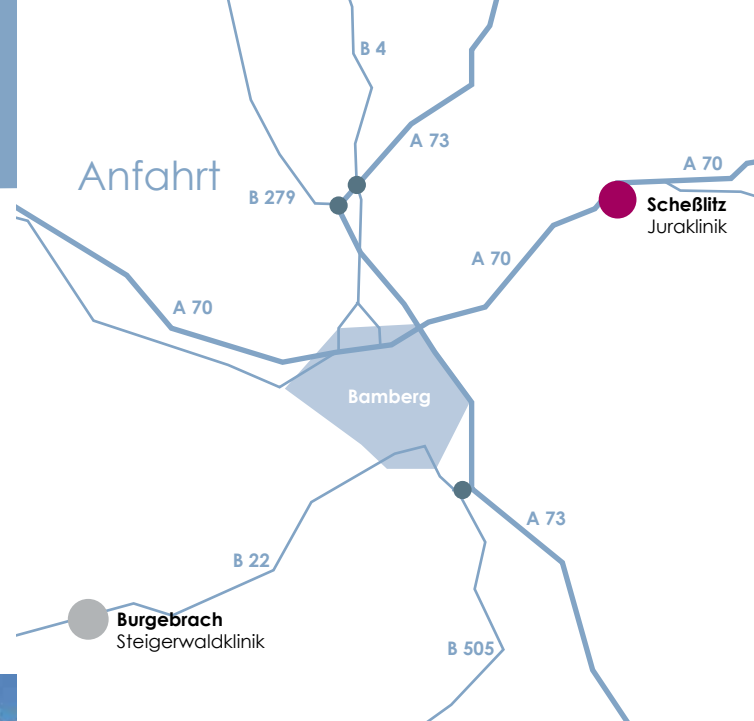 B 4
A 73
Anfahrt
A 70
B 279
Scheßlitz
Juraklinik
A 70
A 70
Bamberg
A 73
B 22
Burgebrach
Steigerwaldklinik
B 505